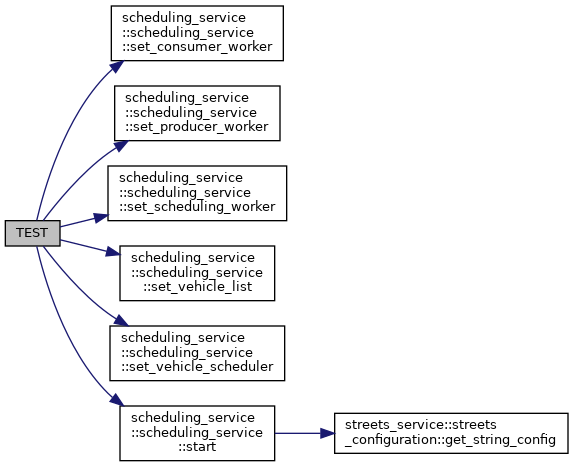 scheduling_service
::scheduling_service
::set_consumer_worker
scheduling_service
::scheduling_service
::set_producer_worker
scheduling_service
::scheduling_service
::set_scheduling_worker
TEST
scheduling_service
::scheduling_service
::set_vehicle_list
scheduling_service
::scheduling_service
::set_vehicle_scheduler
scheduling_service
::scheduling_service
::start
streets_service::streets
_configuration::get_string_config